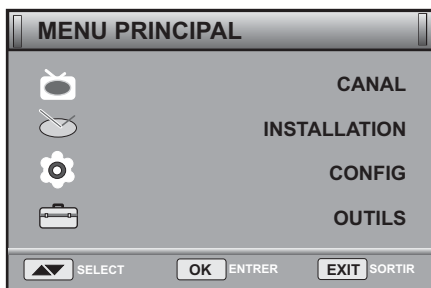 MENU PRINCIPAL
CANAL
INSTALLATION
CONFIG
OUTILS
SELECT OK ENTRER EXIT SORTIR